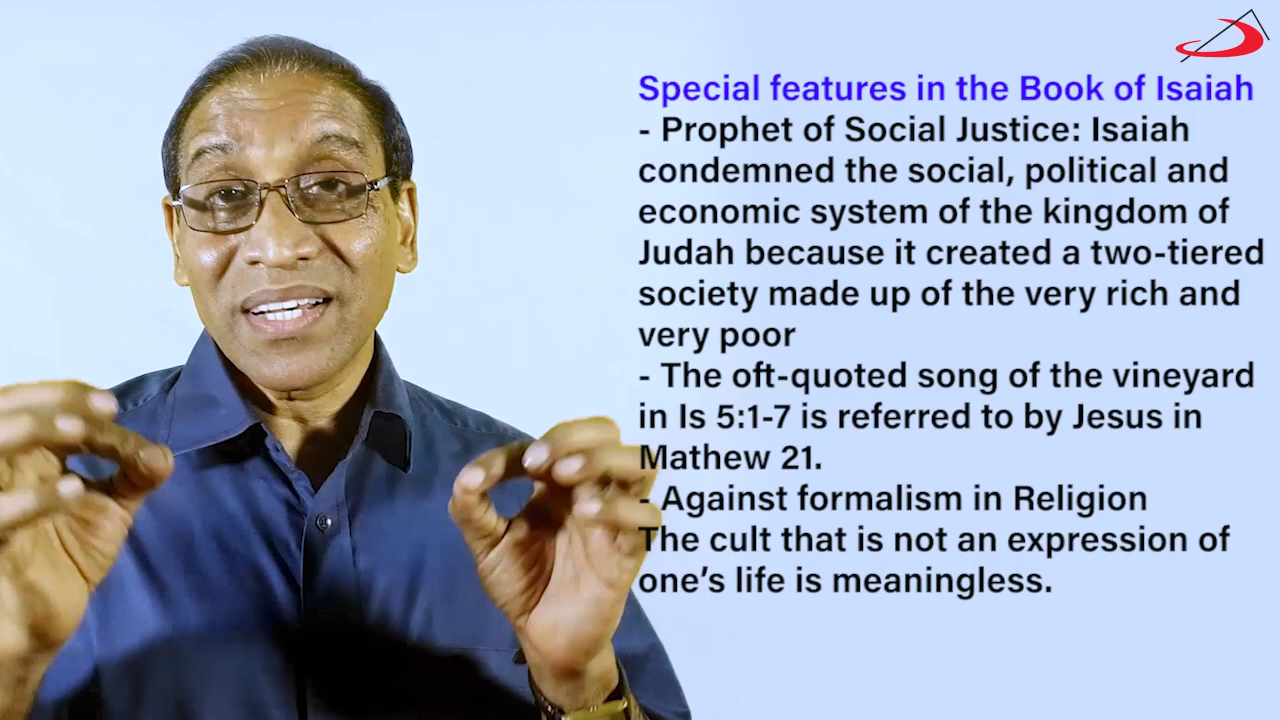 Special features in the Book of Isaiah
- Prophet of Social Justice: Isaiah
condemned the social, political and
economic system of the kingdom of
Judah because it created a two-tiered
society made up of the very rich and
very poor
- The oft-quoted song of the vineyard
in Is 5:1-7 is referred to by Jesus in
Mathew 21.
- Against formalism in Religion
The cult that is not an expression of
one’s life is meaningless.